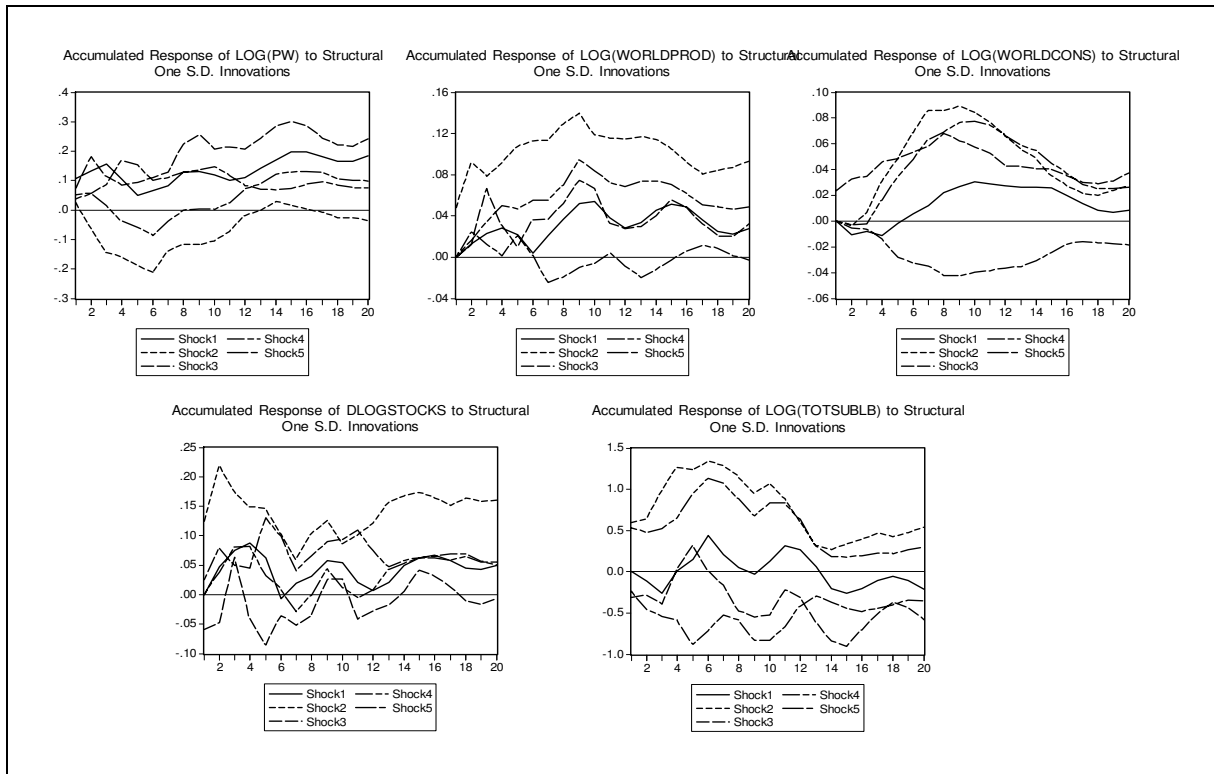 Accumulated Response of LOG(PW) to Structural
One S.D. Innovations
.4
.3
.2
.1
.0
-.1
-.2
-.3
2 4 6 8 10 12 14 16 18 20
Shock1 Shock4
Shock2 Shock5
Shock3
Accumulated Response of LOG(WORLDPROD) to Structural
One S.D. Innovations
.16
.12
.08
.04
.00
-.04
2 4 6 8 10 12 14 16 18 20
Shock1 Shock4
Shock2 Shock5
Shock3
Accumulated Response of LOG(WORLDCONS) to Structural
One S.D. Innovations
.10
.08
.06
.04
.02
.00
-.02
-.04
-.06
2 4 6 8 10 12 14 16 18 20
Shock1 Shock4
Shock2 Shock5
Shock3
Accumulated Response of DLOGSTOCKS to Structural
One S.D. Innovations
.25
.20
.15
.10
.05
.00
-.05
-.10
2 4 6 8 10 12 14 16 18 20
Shock1 Shock4
Shock2 Shock5
Shock3
Accumulated Response of LOG(TOTSUBLB) to Structural
One S.D. Innovations
1.5
1.0
0.5
0.0
-0.5
-1.0
2 4 6 8 10 12 14 16 18 20
Shock1 Shock4
Shock2 Shock5
Shock3